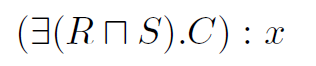 (∃(R ⊓ S).C) : x